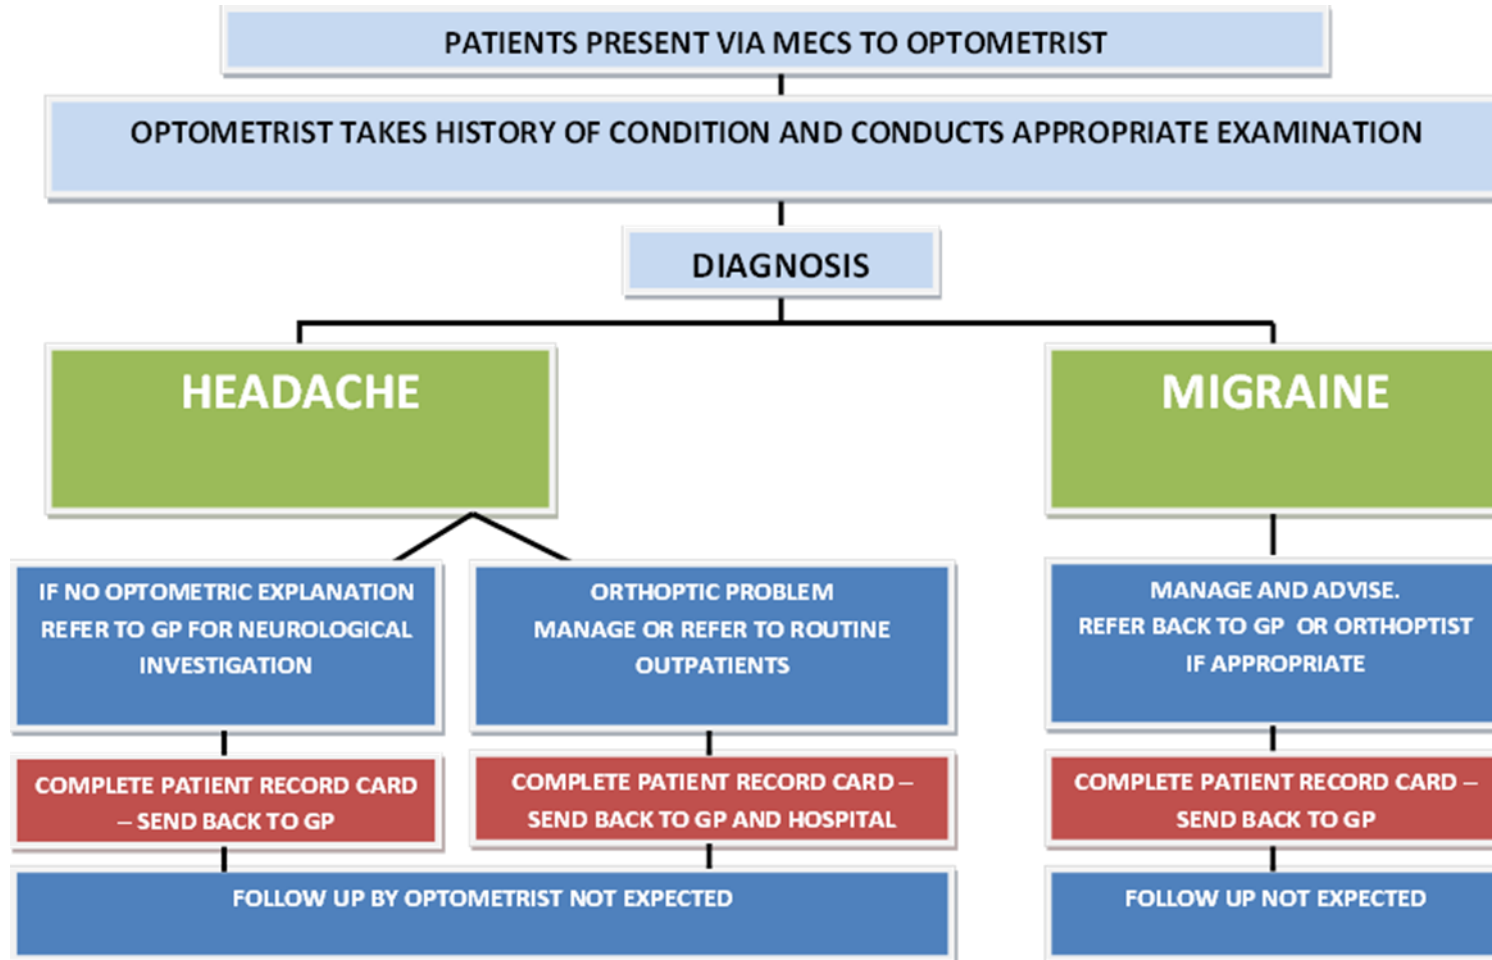 PATIENTS PRESENT VIA MECS TO OPTOMETRIST
OPTOMETRIST TAKES HISTORY OF CONDITION AND CONDUCTS APPROPRIATE EXAMINATION
DIAGNOSIS
HEADACHE
MIGRAINE
IF NO OPTOMETRIC EXPLANATION
REFER TO GP FOR NEUROLOGICAL
INVESTIGATION
ORTHOPTIC PROBLEM
MANAGE OR REFER TO ROUTINE
OUTPATIENTS
MANAGE AND ADVISE.
REFER BACK TO GP OR ORTHOPTIST
IF APPROPRIATE
COMPLETE PATIENT RECORD CARD
– SEND BACK TO GP
COMPLETE PATIENT RECORD CARD –
SEND BACK TO GP AND HOSPITAL
COMPLETE PATIENT RECORD CARD –
SEND BACK TO GP
FOLLOW UP BY OPTOMETRIST NOT EXPECTED
FOLLOW UP NOT EXPECTED